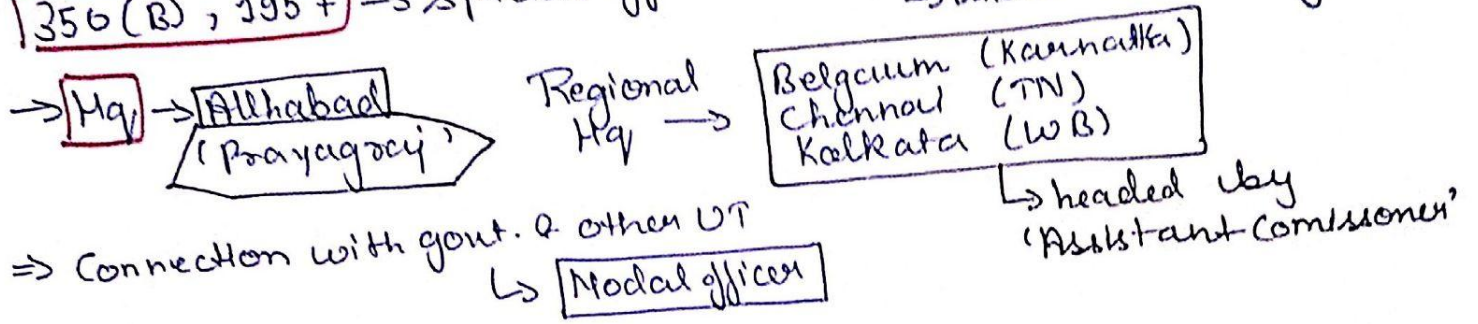 350 (B), 395 →
→ Hq → Allhabad
(Prayagraj)
Regional Hq →
Belgaum (Karnatka)
Chennai (TN)
Kolkata (WB)
↳ headed by
'Assistant Comissoner'
⇒ Connection with govt. & other UT
↳ Nodal officer